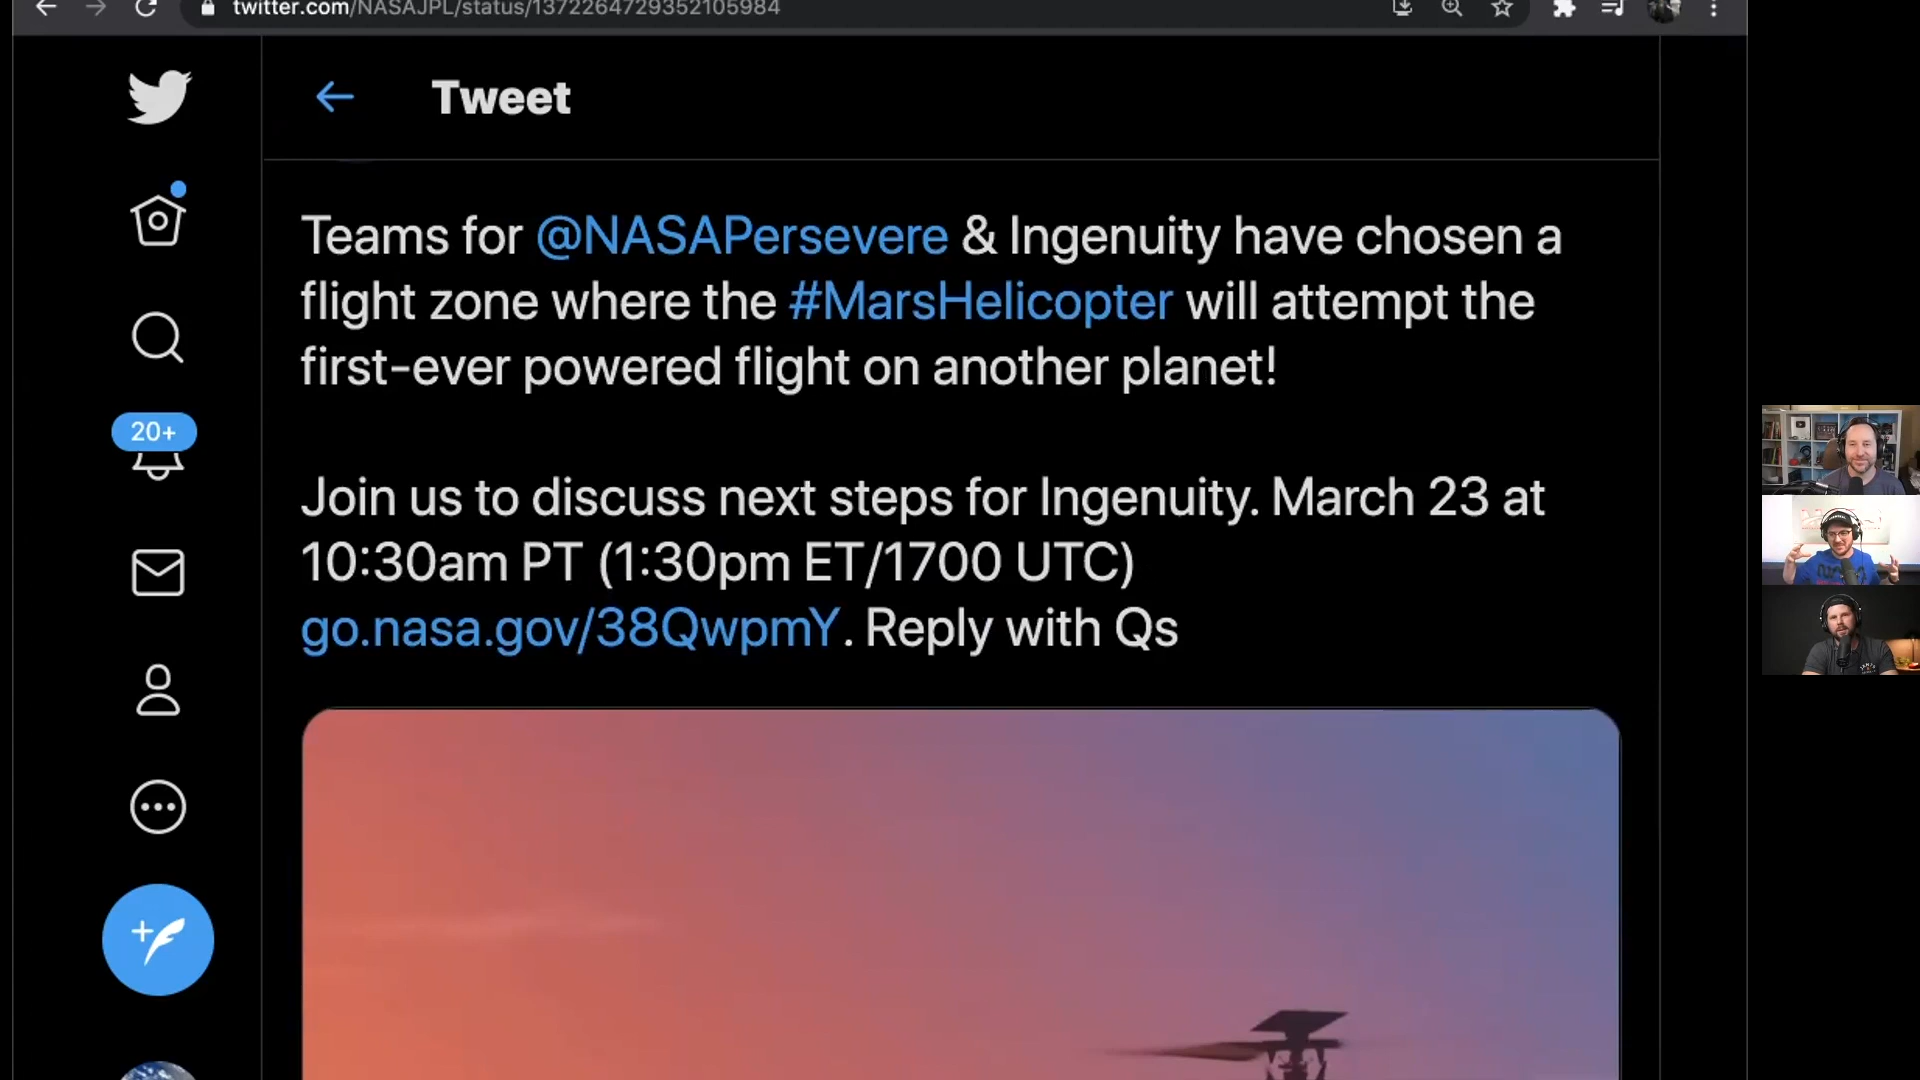 twitter.com/NASAJPL/status/1372264729352105984
Tweet
Teams for @NASAPersevere & Ingenuity have chosen a
flight zone where the #MarsHelicopter will attempt the
first-ever powered flight on another planet!
20+
Join us to discuss next steps for Ingenuity. March 23 at
10:30am PT (1:30pm ET/1700 UTC)
go.nasa.gov/38QwpmY. Reply with Qs